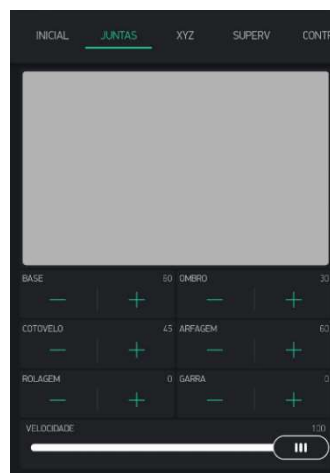 INICIAL JUNTAS XYZ SUPERV CONTR
BASE 60 OMBRO 30
— + — +
COTOVELO 45 ARFAGEM 60
— + — +
ROLAGEM 0 GARRA 0
— + — +
VELOCIDADE 100